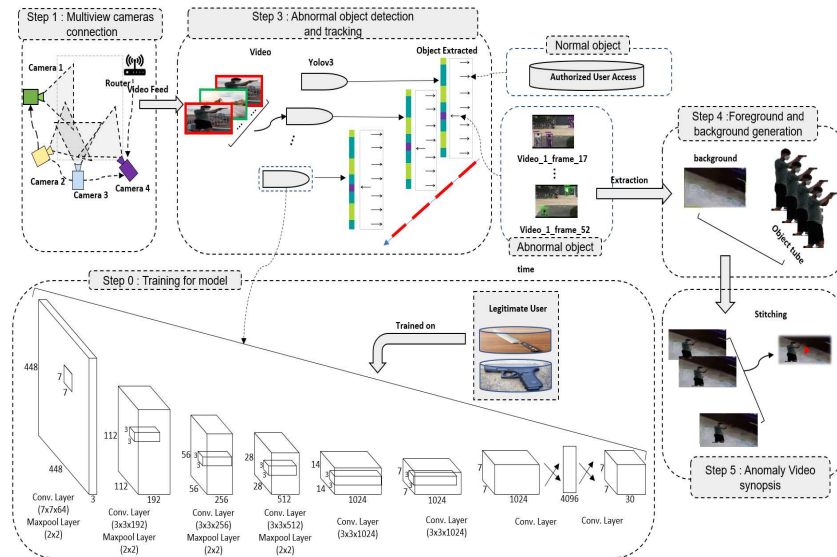 Step 1 : Multiview cameras
connection
Camera 1
Router
Video Feed
Camera 2
Camera 3
Camera 4
Step 3 : Abnormal object detection
and tracking
Video
Yolov3
Object Extracted
Normal object
Authorized User Access
Video_1_frame_17
Video_1_frame_52
Abnormal object
time
Extraction
Step 4 :Foreground and
background generation
background
Object tube
Stitching
Step 5 : Anomaly Video
synopsis
Step 0 : Training for model
Trained on
Legitimate User
448
448
3
7
7
112
112
192
3
3
56
56
256
3
3
28
28
512
3
3
14
14
1024
3
3
7
7
1024
3
3
7
7
1024
4096
7
7
30
Conv. Layer
(7x7x64)
Maxpool Layer
(2x2)
Conv. Layer
(3x3x192)
Maxpool Layer
(2x2)
Conv. Layer
(3x3x256)
Maxpool Layer
(2x2)
Conv. Layer
(3x3x512)
Maxpool Layer
(2x2)
Conv. Layer
(3x3x1024)
Conv. Layer
(3x3x1024)
Conv. Layer
Conv. Layer